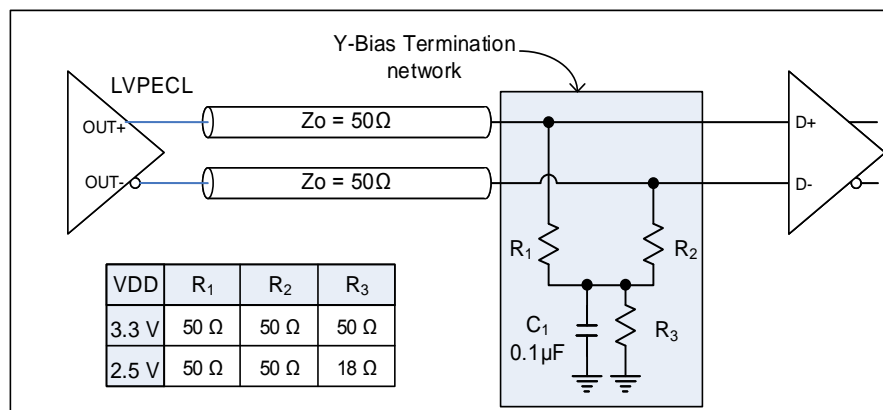 Y-Bias Termination
network
LVPECL
OUT+
Zo = 50Ω
D+
OUT-
Zo = 50Ω
D-
R1
R2
VDD R1 R2 R3
3.3 V 50 Ω 50 Ω 50 Ω
2.5 V 50 Ω 50 Ω 18 Ω
C1
0.1µF
R3